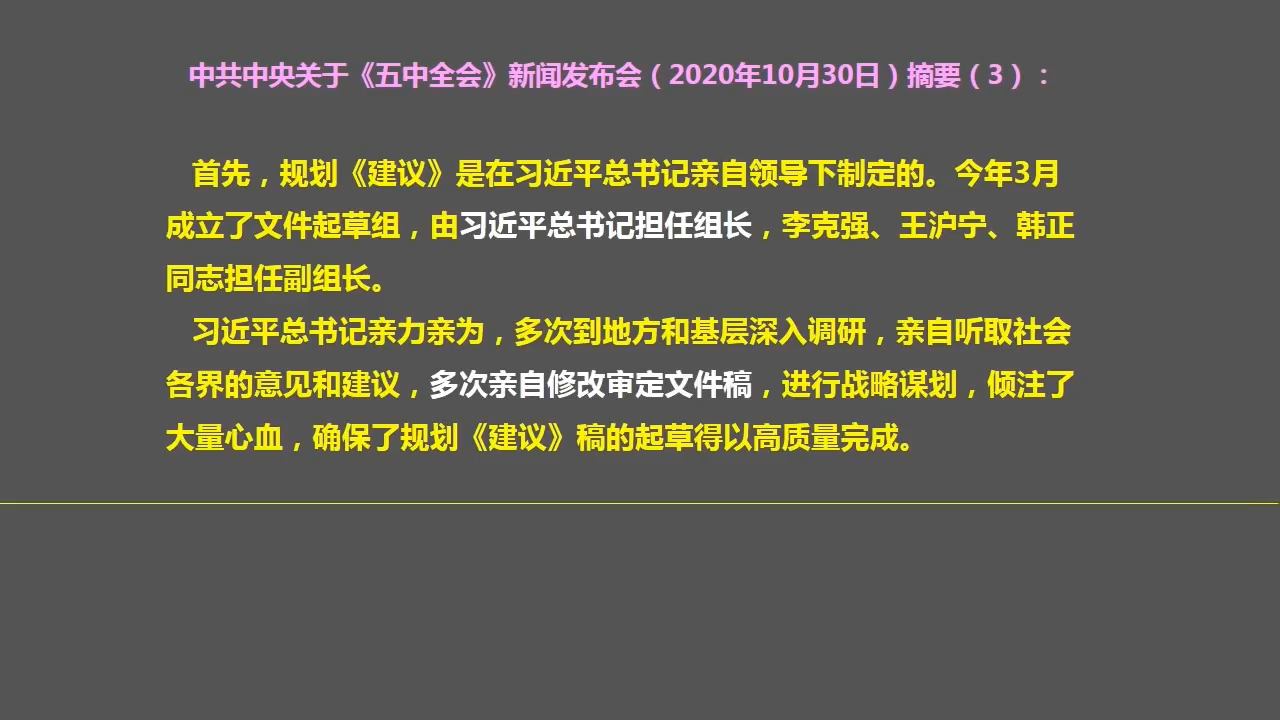 中共中央关于《五中全会》新闻发布会（2020年10月30日）摘要（3）：
首先，规划《建议》是在习近平总书记亲自领导下制定的。今年3月
成立了文件起草组，由习近平总书记担任组长，李克强、王沪宁、韩正
同志担任副组长。
习近平总书记亲力亲为，多次到地方和基层深入调研，亲自听取社会
各界的意见和建议，多次亲自修改审定文件稿，进行战略谋划，倾注了
大量心血，确保了规划《建议》稿的起草得以高质量完成。